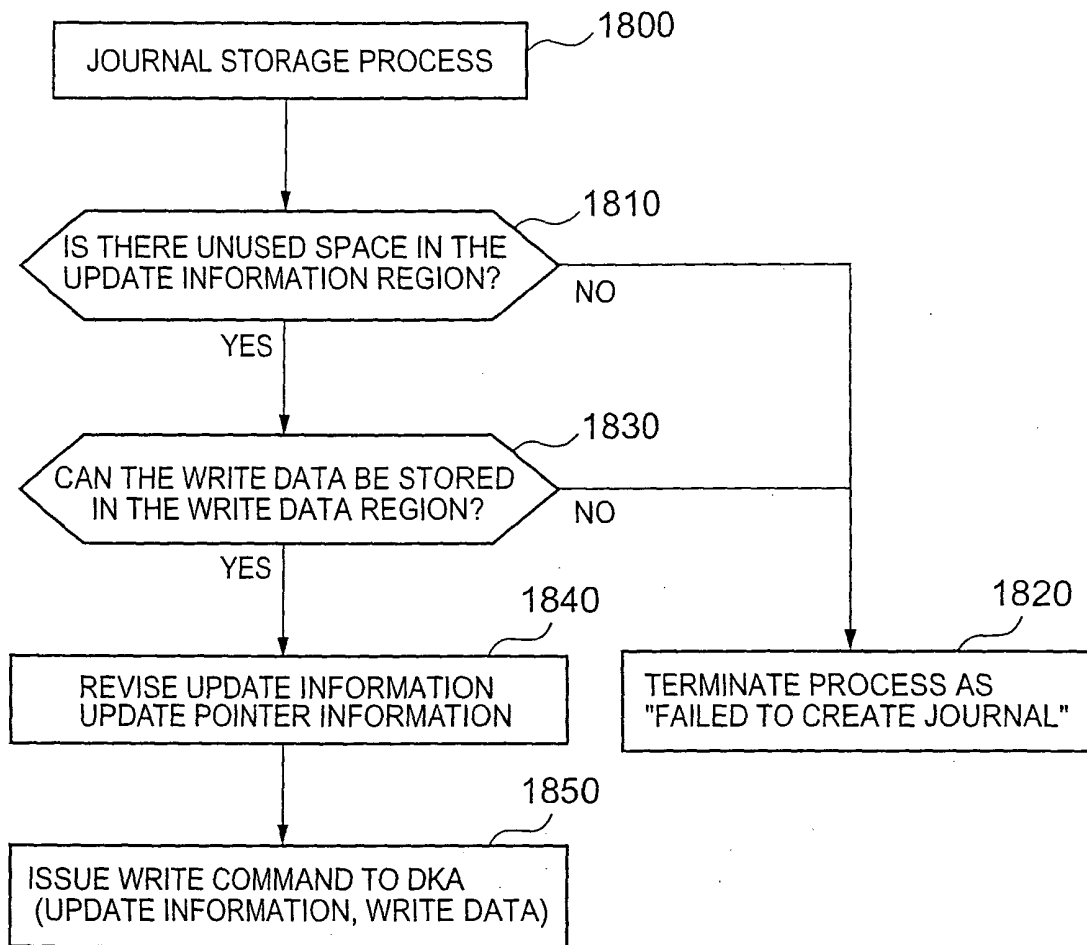 1800
JOURNAL STORAGE PROCESS
1810
IS THERE UNUSED SPACE IN THE
UPDATE INFORMATION REGION?
NO
YES
1830
CAN THE WRITE DATA BE STORED
IN THE WRITE DATA REGION?
NO
YES
1840
REVISE UPDATE INFORMATION
UPDATE POINTER INFORMATION
1820
TERMINATE PROCESS AS
"FAILED TO CREATE JOURNAL"
1850
ISSUE WRITE COMMAND TO DKA
(UPDATE INFORMATION, WRITE DATA)